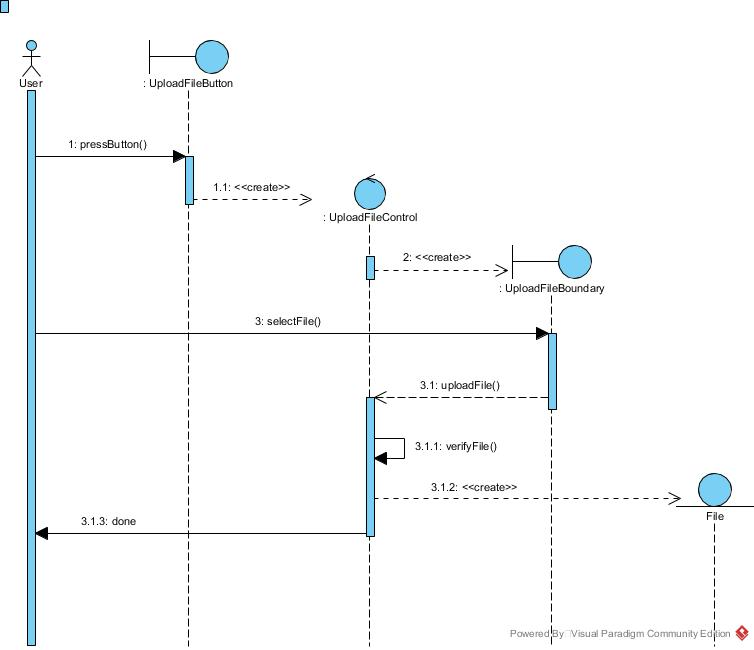 User
: UploadFileButton
1: pressButton()
1.1: <<create>>
: UploadFileControl
2: <<create>>
: UploadFileBoundary
3: selectFile()
3.1: uploadFile()
3.1.1: verifyFile()
3.1.2: <<create>>
File
3.1.3: done
Powered By Visual Paradigm Community Edition